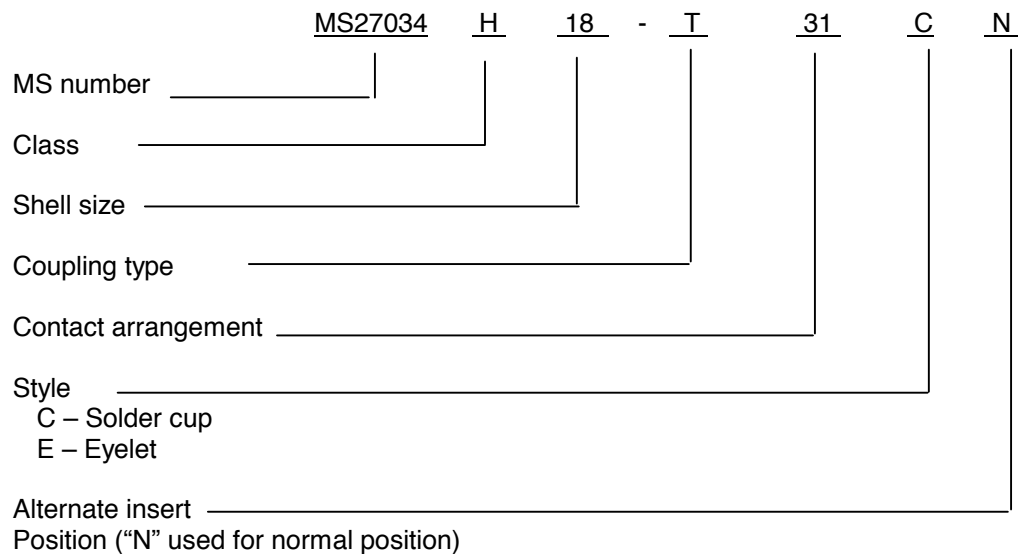 MS27034 H 18 - T 31 C N
MS number
Class
Shell size
Coupling type
Contact arrangement
Style
C – Solder cup
E – Eyelet
Alternate insert
Position (“N” used for normal position)